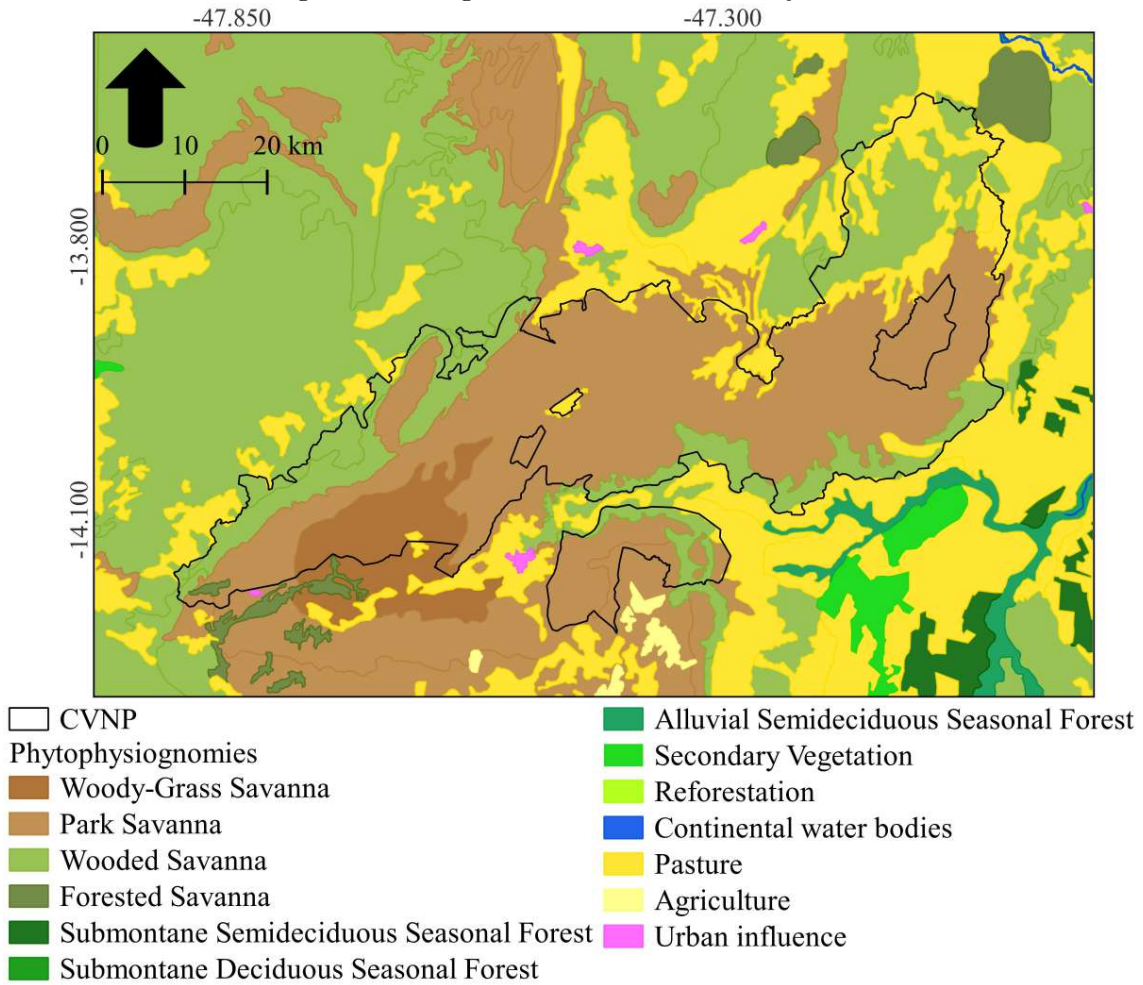 -47.850
-47.300
0
10
20 km
-13.800
-14.100
CVNP
Phytophysiognomies
Woody-Grass Savanna
Park Savanna
Wooded Savanna
Forested Savanna
Submontane Semideciduous Seasonal Forest
Submontane Deciduous Seasonal Forest
Alluvial Semideciduous Seasonal Forest
Secondary Vegetation
Reforestation
Continental water bodies
Pasture
Agriculture
Urban influence